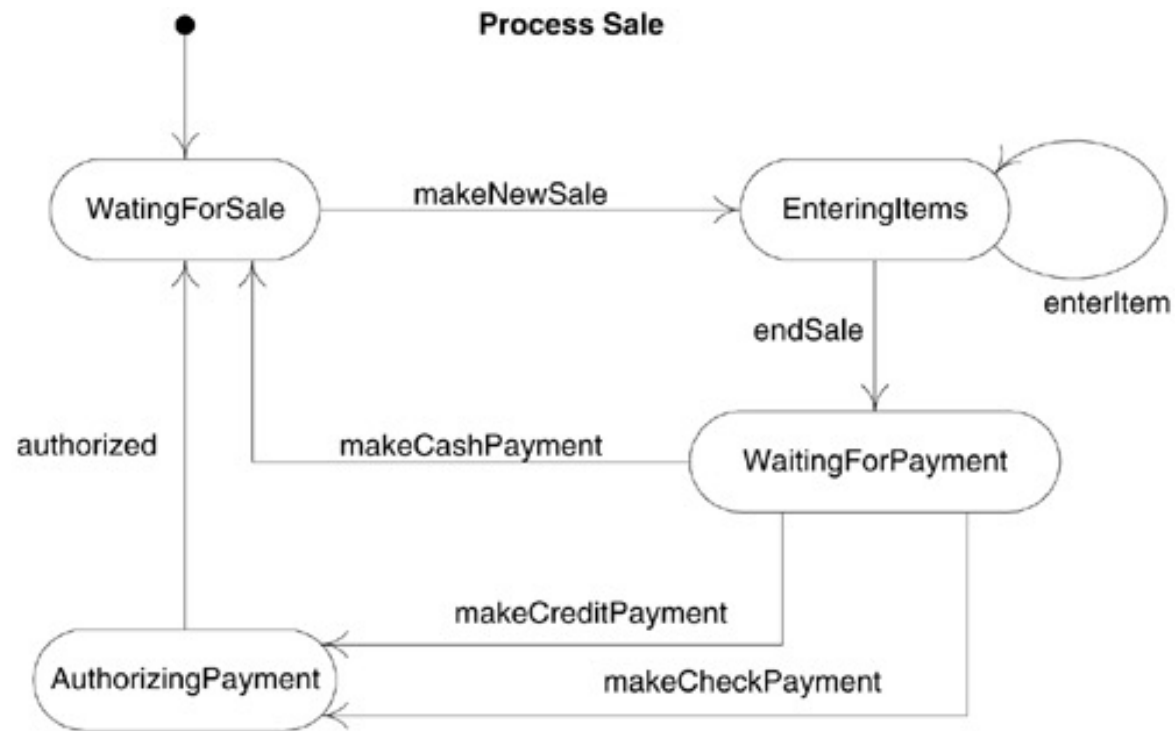 Process Sale
WatingForSale
makeNewSale
EnteringItems
enterItem
endSale
authorized
makeCashPayment
WaitingForPayment
makeCreditPayment
AuthorizingPayment
makeCheckPayment